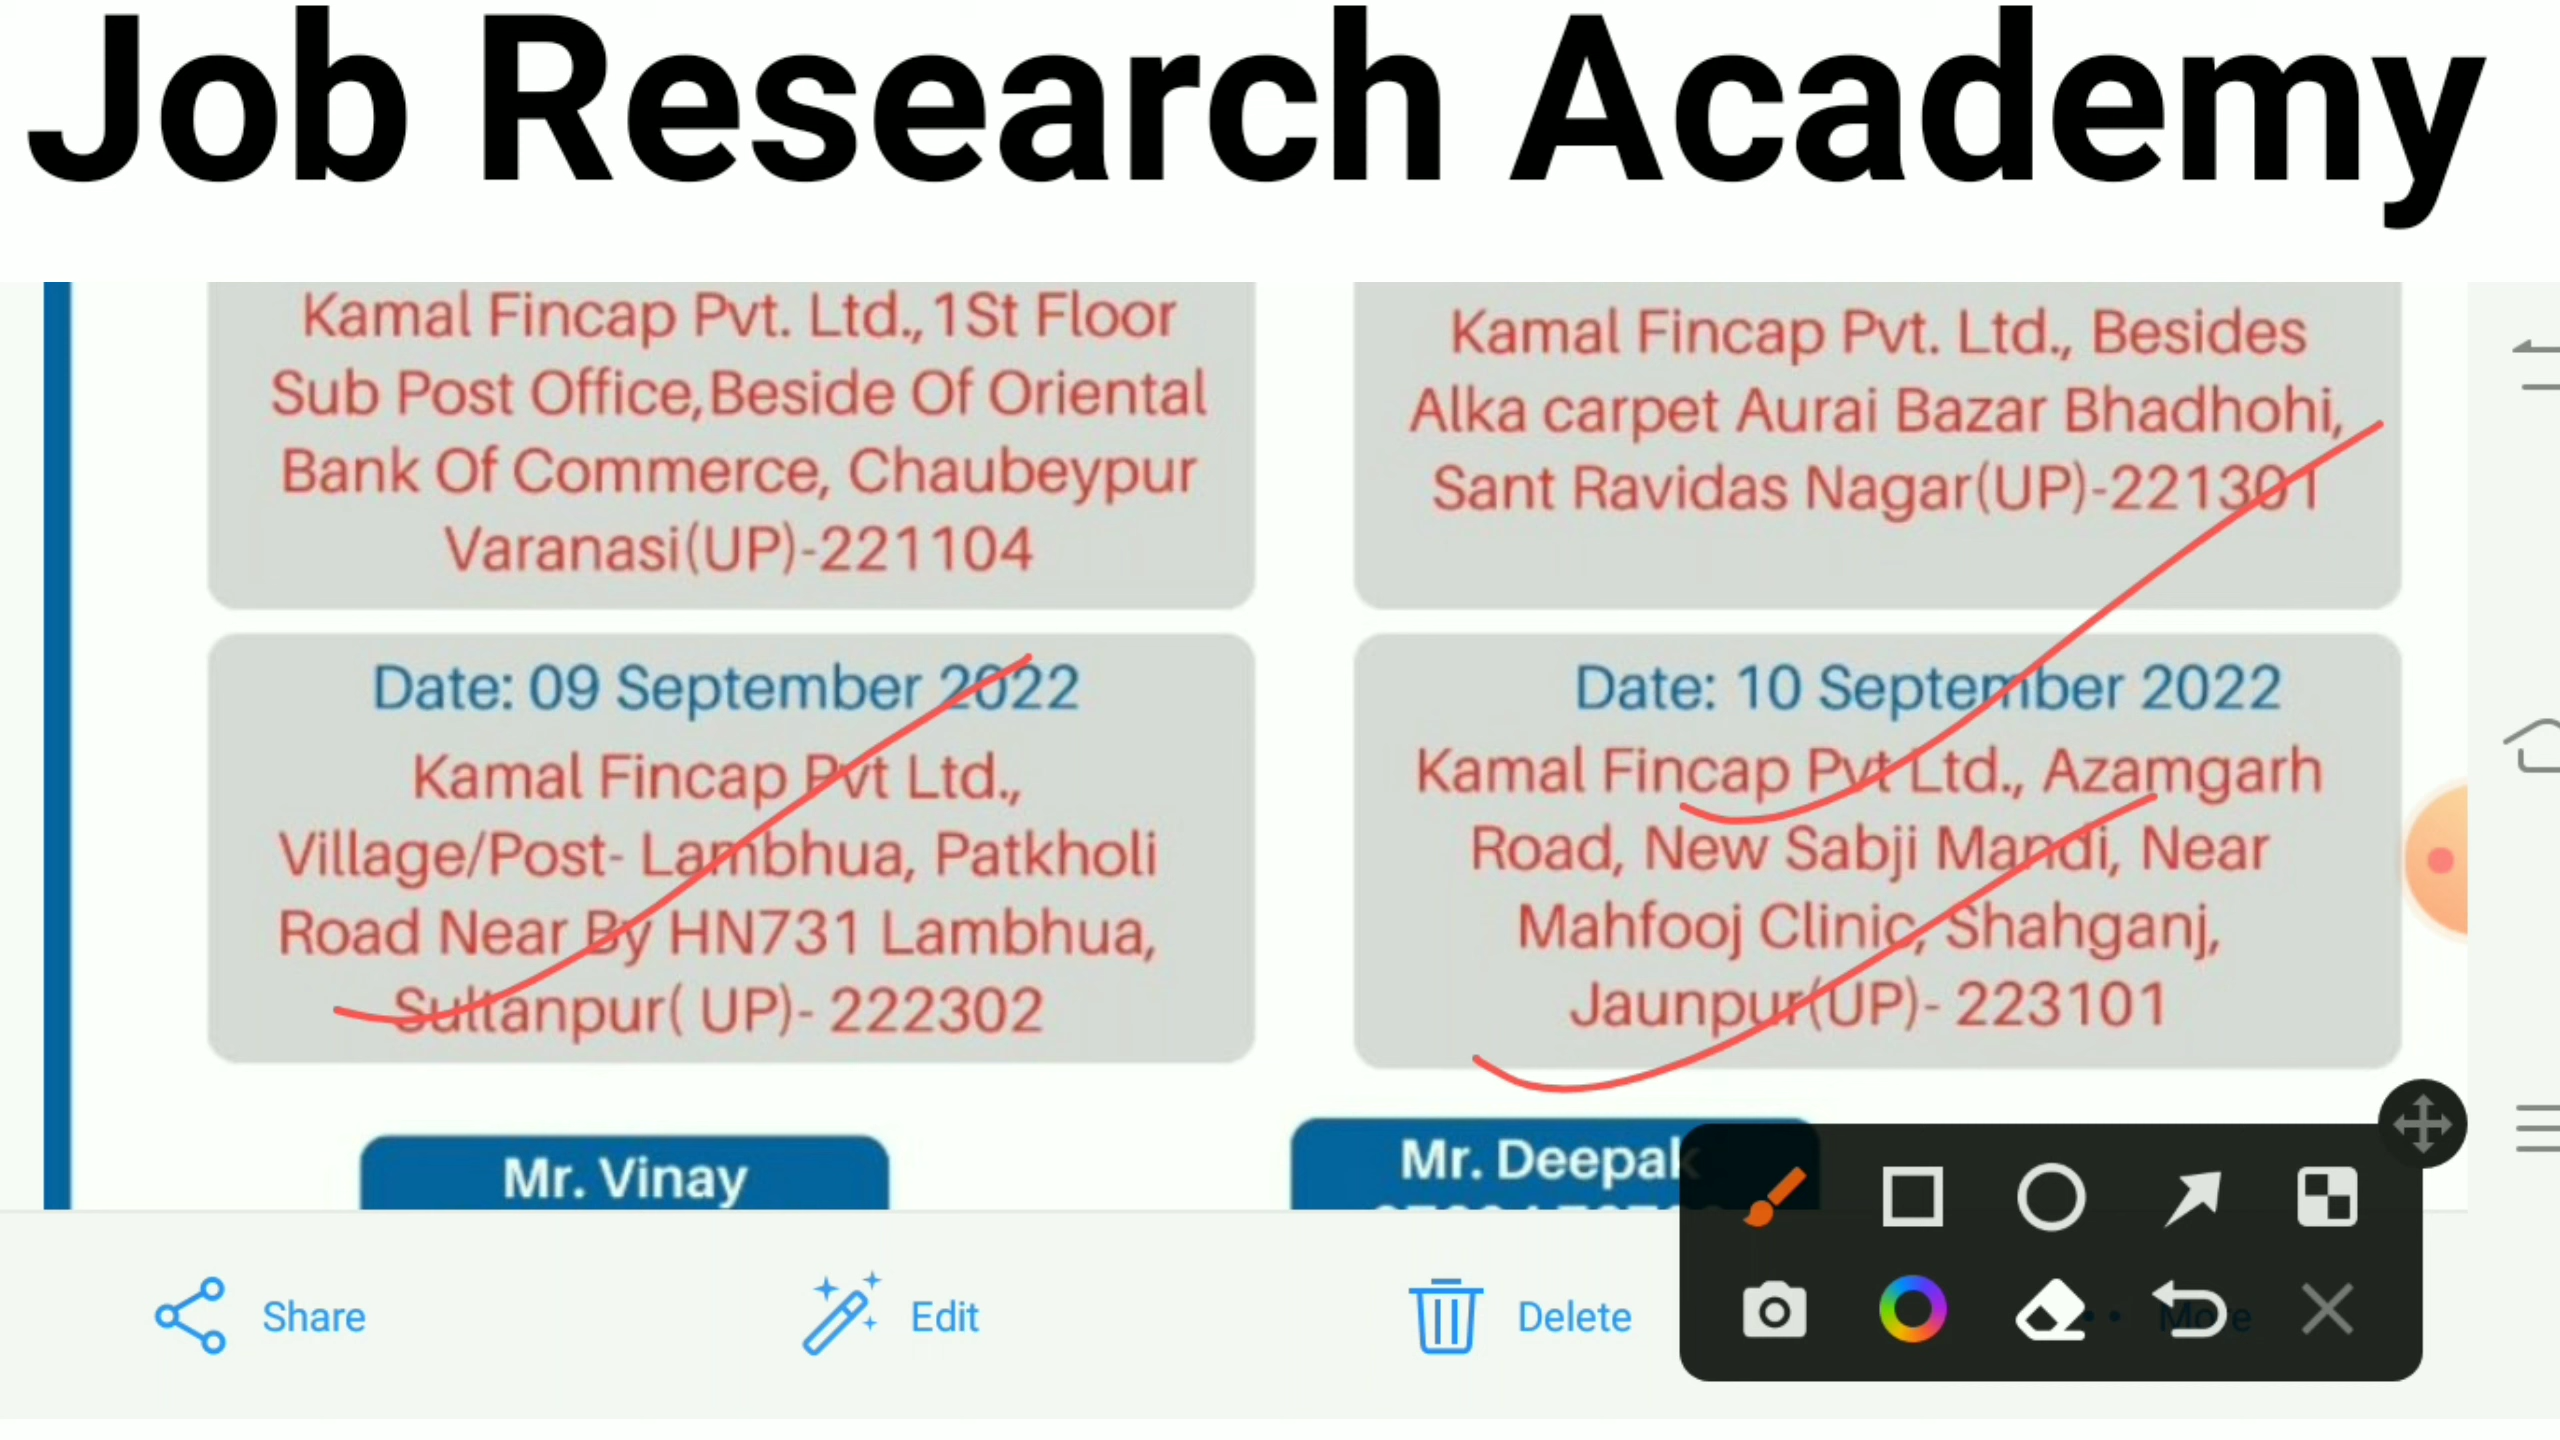 Job Research Academy
Kamal Fincap Pvt. Ltd., 1St Floor
Sub Post Office,Beside Of Oriental
Bank Of Commerce, Chaubeypur
Varanasi(UP)-221104
Kamal Fincap Pvt. Ltd., Besides
Alka carpet Aurai Bazar Bhadhohi,
Sant Ravidas Nagar(UP)-221301
Date: 09 September 2022
Kamal Fincap Pvt Ltd.,
Village/Post- Lambhua, Patkholi
Road Near By HN731 Lambhua,
Sultanpur( UP)- 222302
Date: 10 September 2022
Kamal Fincap Pvt Ltd., Azamgarh
Road, New Sabji Mandi, Near
Mahfooj Clinic, Shahganj,
Jaunpur(UP)- 223101
Mr. Vinay
Mr. Deepak
Share
Edit
Delete
More